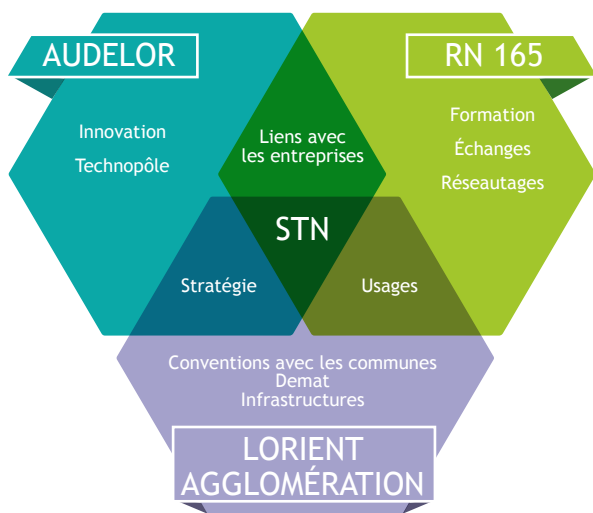 AUDELOR
RN 165
Innovation
Technopôle
Formation
Échanges
Réseautages
Liens avec
les entreprises
STN
Stratégie
Usages
Conventions avec les communes
Demat
Infrastructures
LORIENT
AGGLOMÉRATION